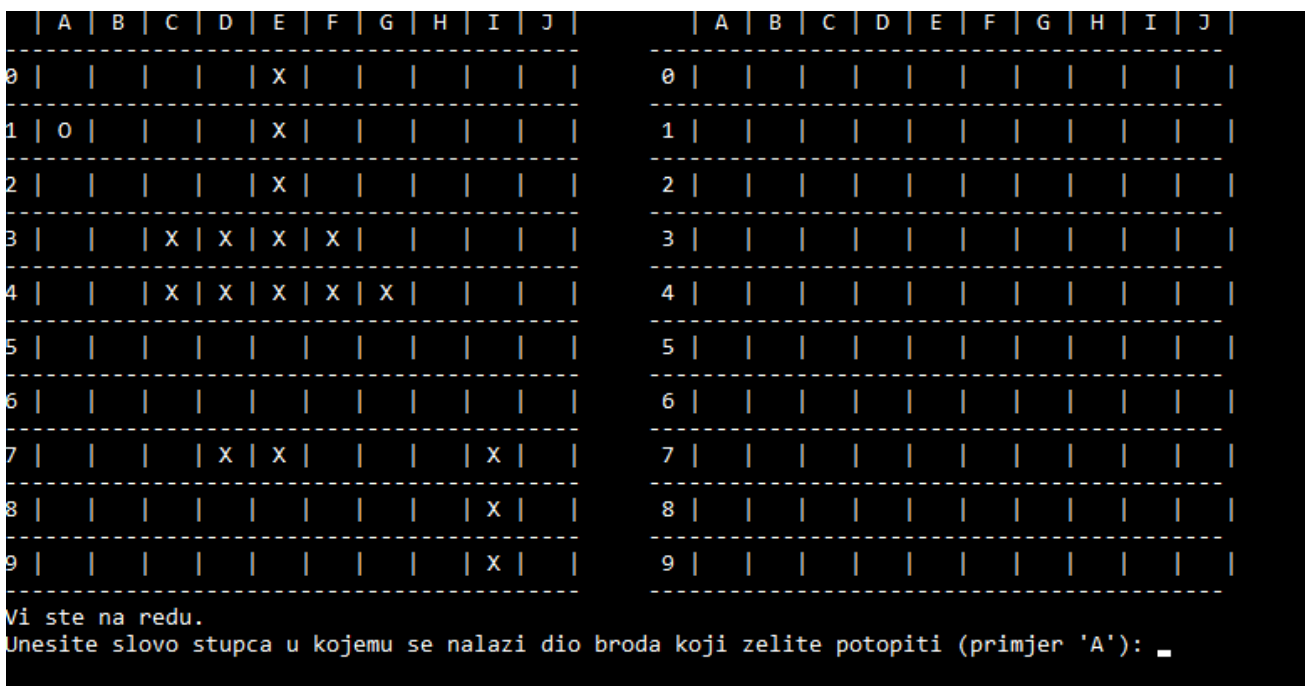 | A | B | C | D | E | F | G | H | I | J |         | A | B | C | D | E | F | G | H | I | J |
-------------------------------------------     -------------------------------------------
0 |   |   |   |   | X |   |   |   |   |   |      0 |   |   |   |   |   |   |   |   |   |   |
-------------------------------------------     -------------------------------------------
1 | O |   |   |   | X |   |   |   |   |   |      1 |   |   |   |   |   |   |   |   |   |   |
-------------------------------------------     -------------------------------------------
2 |   |   |   |   | X |   |   |   |   |   |      2 |   |   |   |   |   |   |   |   |   |   |
-------------------------------------------     -------------------------------------------
3 |   |   | X | X | X | X |   |   |   |   |      3 |   |   |   |   |   |   |   |   |   |   |
-------------------------------------------     -------------------------------------------
4 |   |   | X | X | X | X | X |   |   |   |      4 |   |   |   |   |   |   |   |   |   |   |
-------------------------------------------     -------------------------------------------
5 |   |   |   |   |   |   |   |   |   |   |      5 |   |   |   |   |   |   |   |   |   |   |
-------------------------------------------     -------------------------------------------
6 |   |   |   |   |   |   |   |   |   |   |      6 |   |   |   |   |   |   |   |   |   |   |
-------------------------------------------     -------------------------------------------
7 |   |   |   | X | X |   |   |   | X |   |      7 |   |   |   |   |   |   |   |   |   |   |
-------------------------------------------     -------------------------------------------
8 |   |   |   |   |   |   |   |   | X |   |      8 |   |   |   |   |   |   |   |   |   |   |
-------------------------------------------     -------------------------------------------
9 |   |   |   |   |   |   |   |   | X |   |      9 |   |   |   |   |   |   |   |   |   |   |
-------------------------------------------     -------------------------------------------
Vi ste na redu.
Unesite slovo stupca u kojemu se nalazi dio broda koji zelite potopiti (primjer 'A'): _